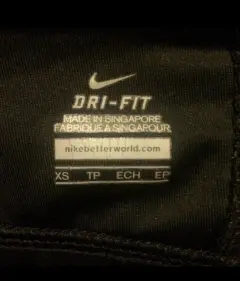 DRI-FIT
MADE IN SINGAPORE
FABRIQUÉ À SINGAPOUR
nikebetterworld.com
XS TP ECH EP